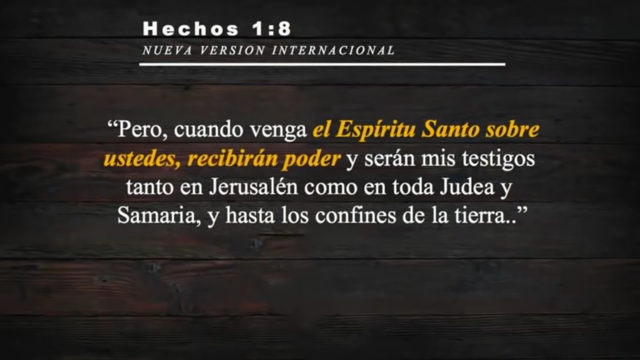 Hechos 1:8
NUEVA VERSION INTERNACIONAL
“Pero, cuando venga el Espíritu Santo sobre
ustedes, recibirán poder y serán mis testigos
tanto en Jerusalén como en toda Judea y
Samaria, y hasta los confines de la tierra..”